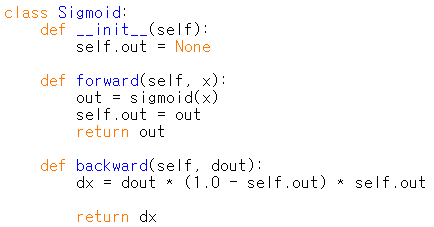 class Sigmoid:
    def __init__(self):
        self.out = None
    def forward(self, x):
        out = sigmoid(x)
        self.out = out
        return out
    def backward(self, dout):
        dx = dout * (1.0 - self.out) * self.out
        return dx